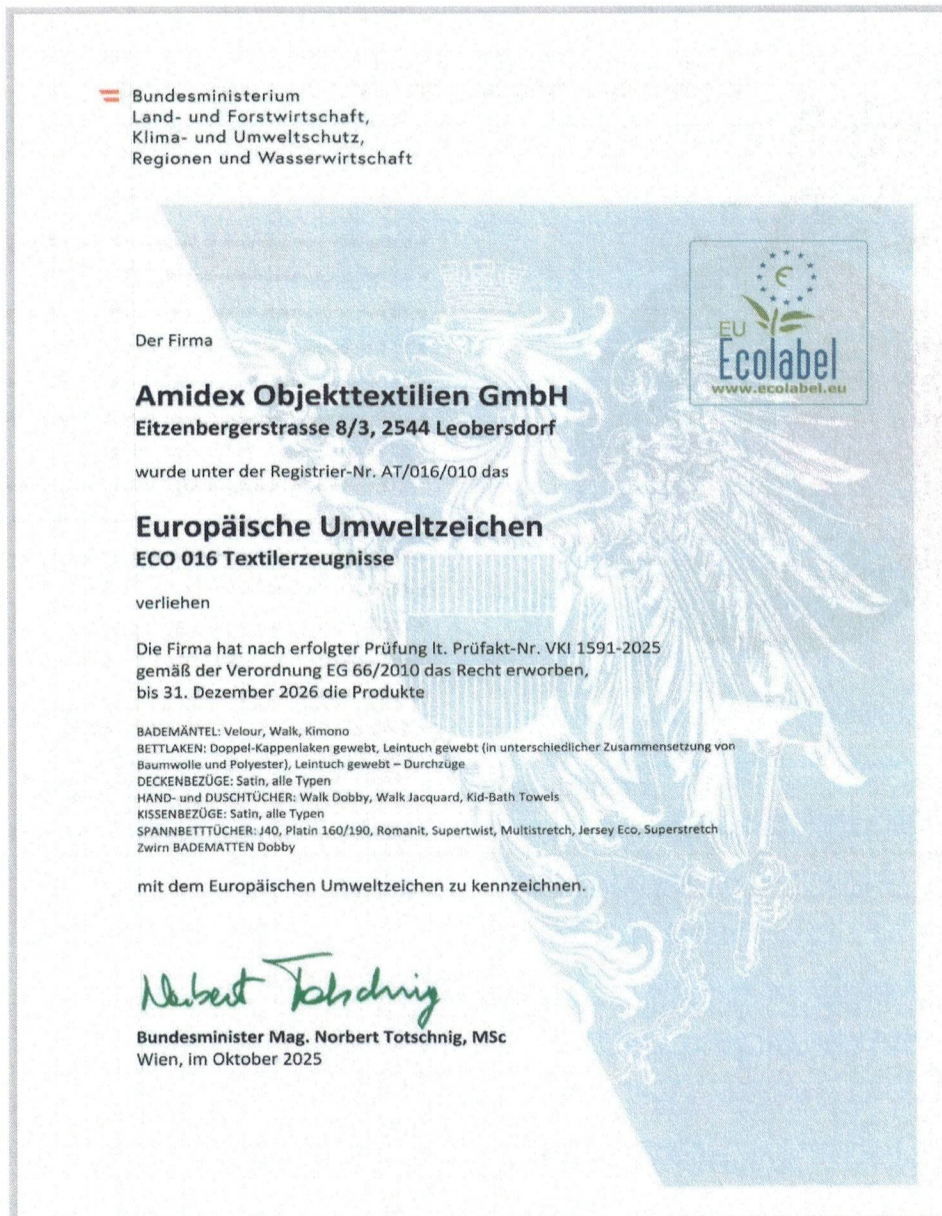 Bundesministerium
Land- und Forstwirtschaft,
Klima- und Umweltschutz,
Regionen und Wasserwirtschaft
EU
Ecolabel
www.ecolabel.eu
Der Firma
Amidex Objekttextilien GmbH
Eitzenbergerstrasse 8/3, 2544 Leobersdorf
wurde unter der Registrier-Nr. AT/016/010 das
Europäische Umweltzeichen
ECO 016 Textilerzeugnisse
verliehen
Die Firma hat nach erfolgter Prüfung lt. Prüfakt-Nr. VKI 1591-2025
gemäß der Verordnung EG 66/2010 das Recht erworben,
bis 31. Dezember 2026 die Produkte
BADEMÄNTEL: Velour, Walk, Kimono
BETTLAKEN: Doppel-Kappenlaken gewebt, Leintuch gewebt (in unterschiedlicher Zusammensetzung von
Baumwolle und Polyester), Leintuch gewebt – Durchzüge
DECKENBEZÜGE: Satin, alle Typen
HAND- und DUSCHTÜCHER: Walk Dobby, Walk Jacquard, Kid-Bath Towels
KISSENBEZÜGE: Satin, alle Typen
SPANNBETTTÜCHER: J40, Platin 160/190, Romanit, Supertwist, Multistretch, Jersey Eco, Superstretch
Zwirn BADEMATTEN Dobby
mit dem Europäischen Umweltzeichen zu kennzeichnen.
Norbert Totschnig
Bundesminister Mag. Norbert Totschnig, MSc
Wien, im Oktober 2025